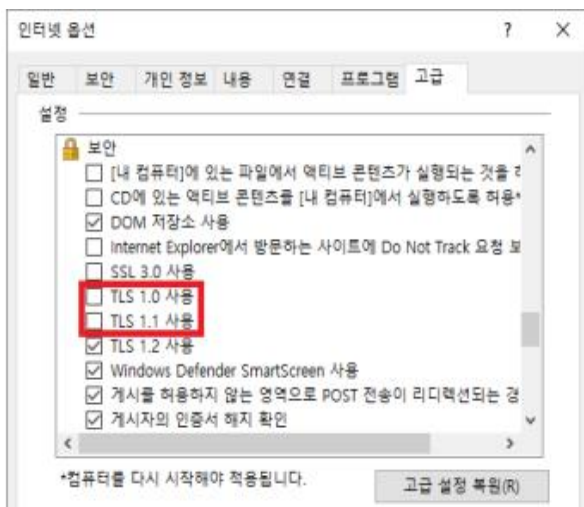 인터넷 옵션 ? ×
일반 보안 개인 정보 내용 연결 프로그램 고급
설정
보안
[내 컴퓨터]에 있는 파일에서 액티브 콘텐츠가 실행되는 것을
CD에 있는 액티브 콘텐츠를 [내 컴퓨터]에서 실행하도록 허용*
DOM 저장소 사용
Internet Explorer에서 방문하는 사이트에 Do Not Track 요청
SSL 3.0 사용
TLS 1.0 사용
TLS 1.1 사용
TLS 1.2 사용
Windows Defender SmartScreen 사용
게시를 허용하지 않는 영역으로 POST 전송이 리디렉션되는 경
게시자의 인증서 해지 확인
*컴퓨터를 다시 시작해야 적용됩니다.
고급 설정 복원(R)